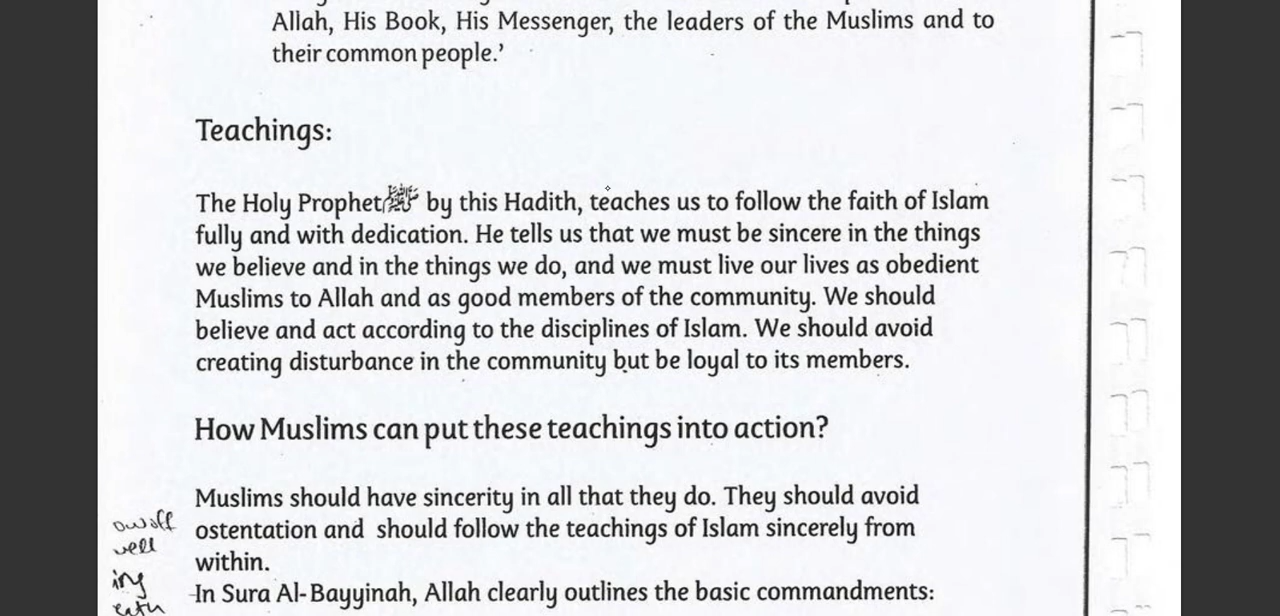 Allah, His Book, His Messenger, the leaders of the Muslims and to
their common people.’
Teachings:
The Holy Prophetﷺ by this Hadith, teaches us to follow the faith of Islam
fully and with dedication. He tells us that we must be sincere in the things
we believe and in the things we do, and we must live our lives as obedient
Muslims to Allah and as good members of the community. We should
believe and act according to the disciplines of Islam. We should avoid
creating disturbance in the community but be loyal to its members.
How Muslims can put these teachings into action?
Muslims should have sincerity in all that they do. They should avoid
ostentation and should follow the teachings of Islam sincerely from
within.
In Sura Al-Bayyinah, Allah clearly outlines the basic commandments:
well
ing